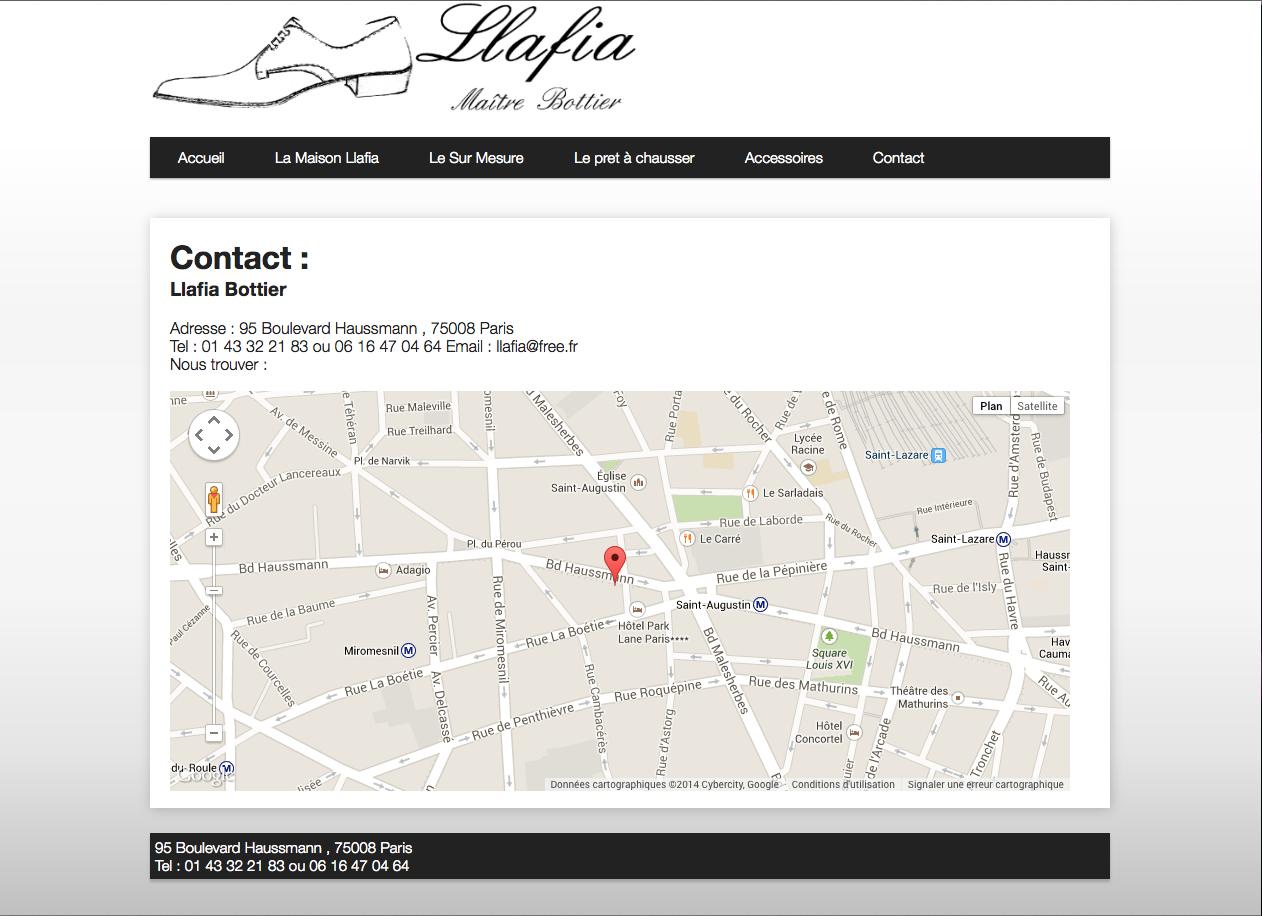 Llafia
Maître Bottier
Accueil La Maison Llafia Le Sur Mesure Le pret à chausser Accessoires Contact
Contact :
Llafia Bottier
Adresse : 95 Boulevard Haussmann , 75008 Paris
Tel : 01 43 32 21 83 ou 06 16 47 04 64 Email : llafia@free.fr
Nous trouver :
Plan Satellite
Rue Maleville
Rue Treilhard
Av. de Messine
de Téhéran
Pl. de Narvik
Rue du Docteur Lancereaux
Bd Malesherbes
Rue Porta
du Rocher
Rue de
e de Rome
Lycée
Racine
Saint-Lazare
Rue d'Amsterd
Rue de Budapest
Église
Saint-Augustin
Le Sarladais
Rue de Laborde
Rue du Rocher
Rue Intérieure
Le Carré
Saint-Lazare
Pl. du Pérou
Bd Haussmann
Adagio
Bd Haussmann
Rue de la Pépinière
Haussr
Saint-
Rue de l'Isly
Rue du Havre
Rue de la Baume
Paul Cézanne
Av. Percier
Rue de Miromesnil
Saint-Augustin
Hôtel Park
Lane Paris****
Rue La Boétie
Bd Haussmann
Hav
Cauma
Miromesnil
Rue de Courcelles
Square
Louis XVI
Bd Malesherbes
Rue La Boétie
Av. Delcassé
Rue Cambacérès
Rue Roquépine
Rue des Mathurins
Théâtre des
Mathurins
Rue Au
Rue de Penthièvre
Rue d'Astorg
Hôtel
Concortel
de l'Arcade
Tronchet
du-Roule
Google
Données cartographiques ©2014 Cybercity, Google Conditions d'utilisation Signaler une erreur cartographique
95 Boulevard Haussmann , 75008 Paris
Tel : 01 43 32 21 83 ou 06 16 47 04 64